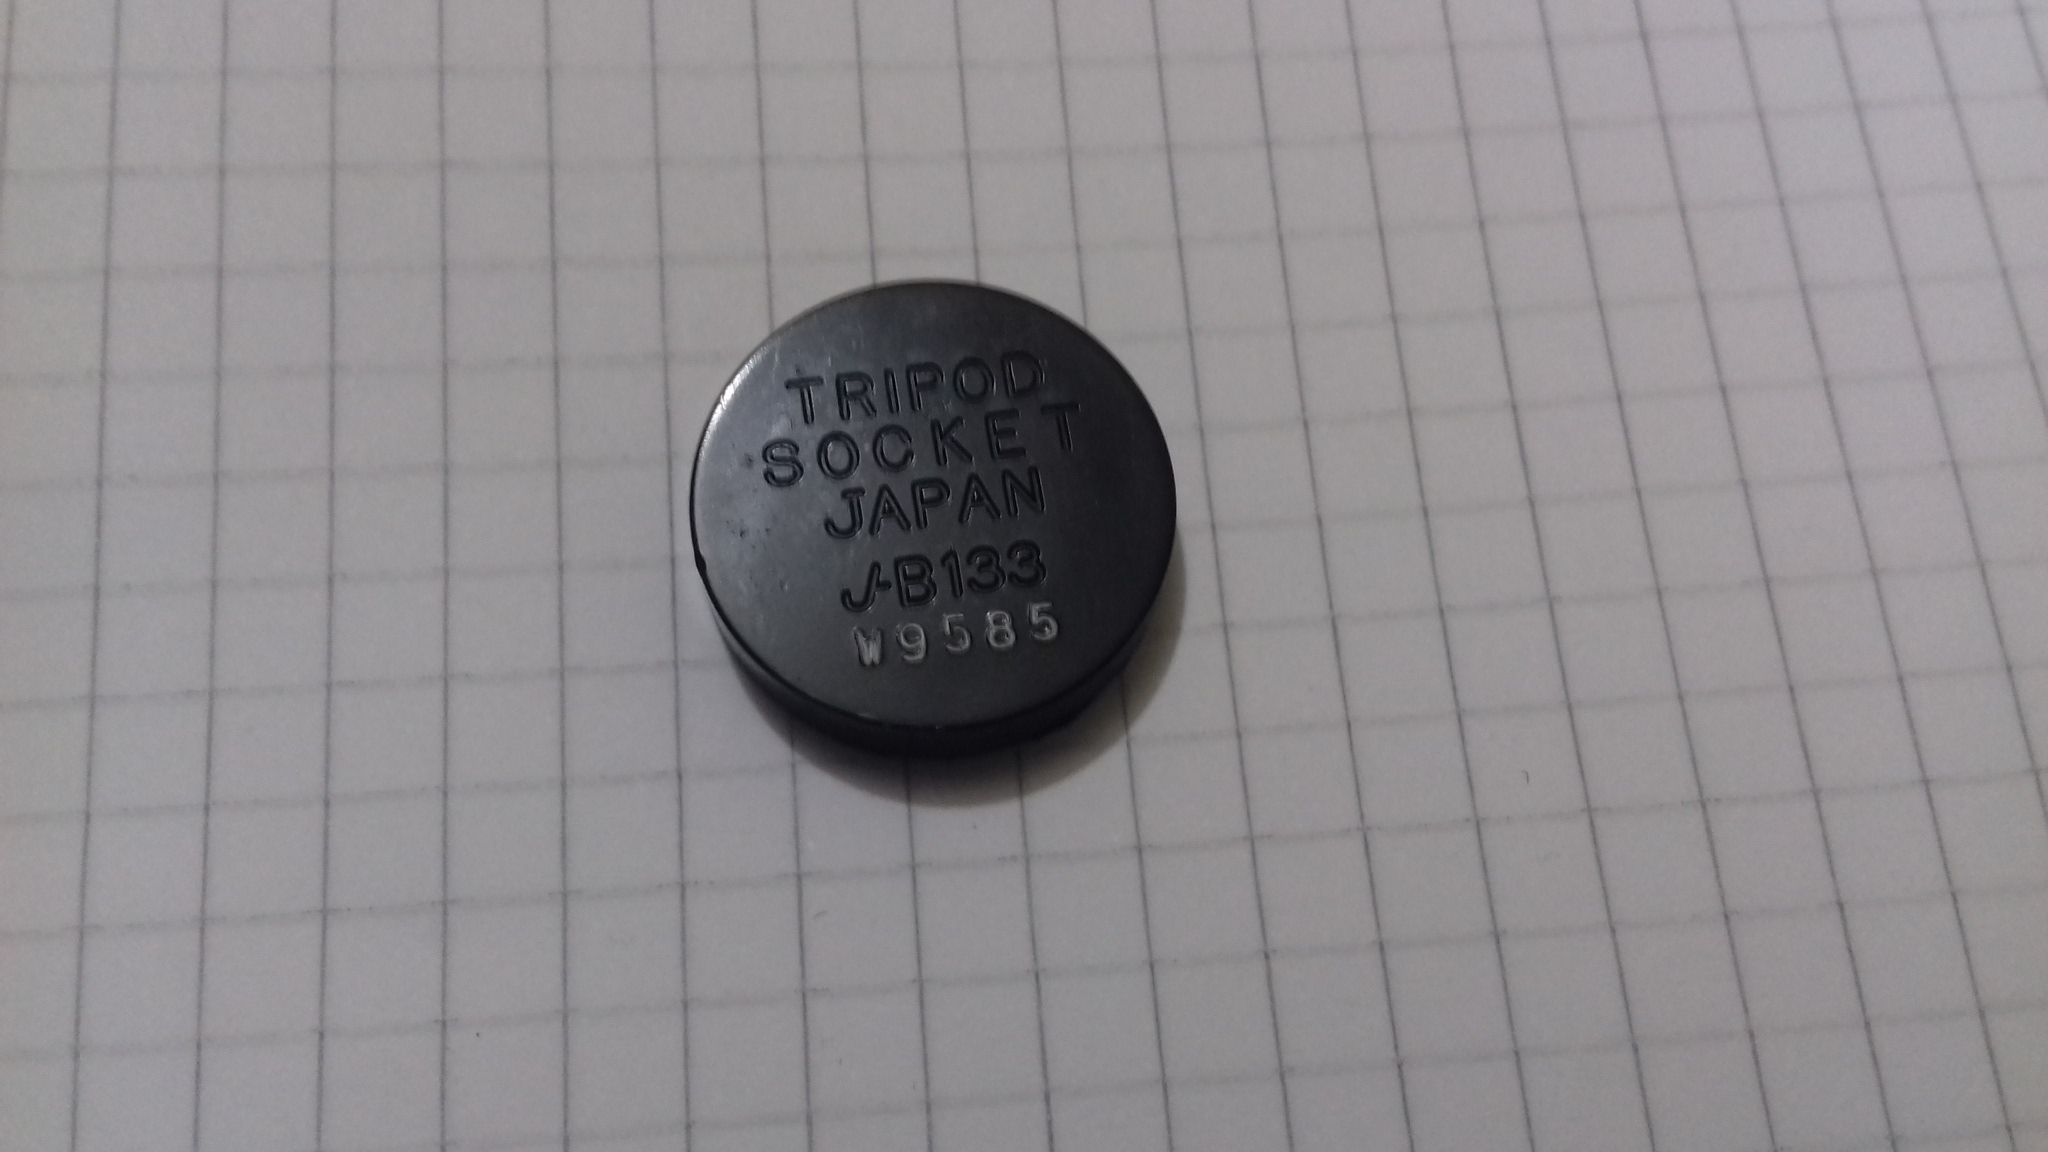 TRIPOD
SOCKET
JAPAN
J-B133
W9585